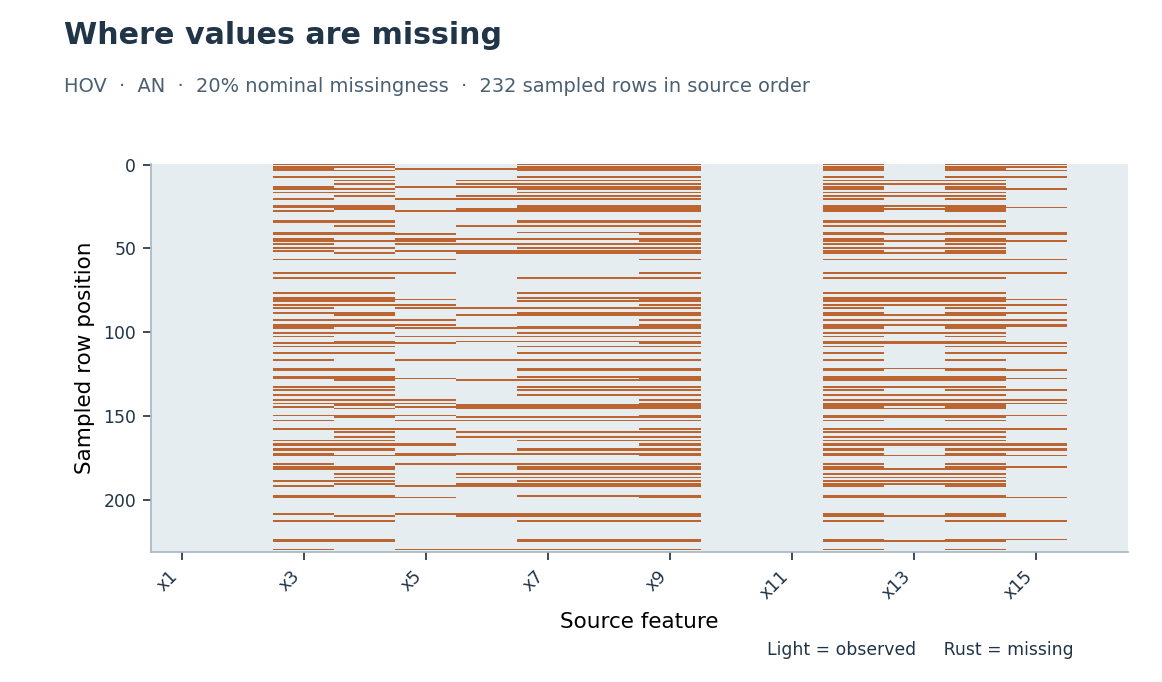 Where values are missing
HOV · AN · 20% nominal missingness · 232 sampled rows in source order
0
50
100
150
200
Sampled row position
x1
x3
x5
x7
x9
x11
x13
x15
Source feature
Light = observed Rust = missing